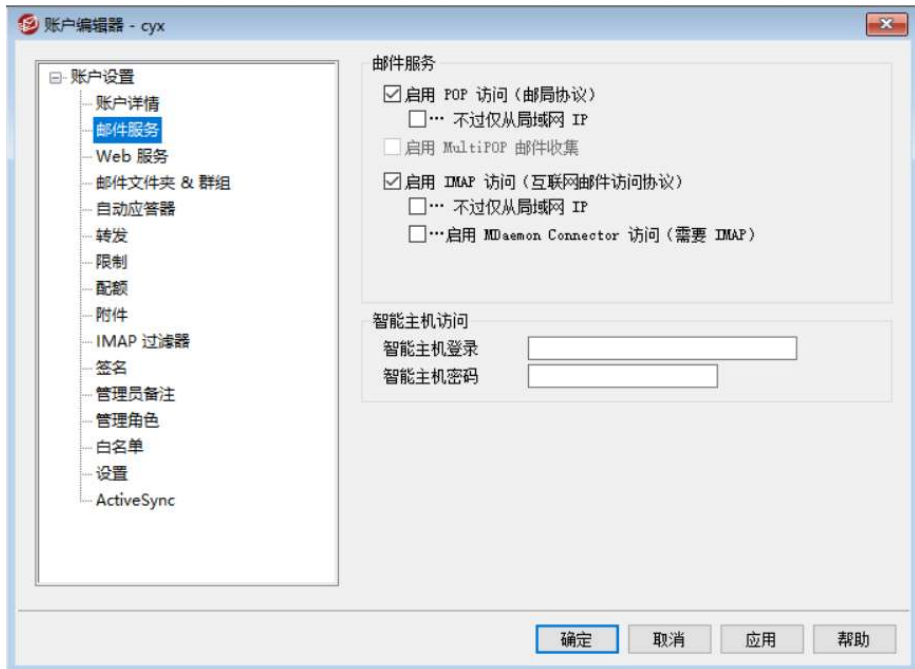 账户编辑器 - cyx
账户设置
账户详情
邮件服务
Web 服务
邮件文件夹 & 群组
自动应答器
转发
限制
配额
附件
IMAP 过滤器
签名
管理员备注
管理角色
白名单
设置
ActiveSync
邮件服务
启用 POP 访问（邮局协议）
… 不过仅从局域网 IP
启用 MultiPOP 邮件收集
启用 IMAP 访问（互联网邮件访问协议）
… 不过仅从局域网 IP
…启用 MDaemon Connector 访问（需要 IMAP）
智能主机访问
智能主机登录
智能主机密码
确定 取消 应用 帮助